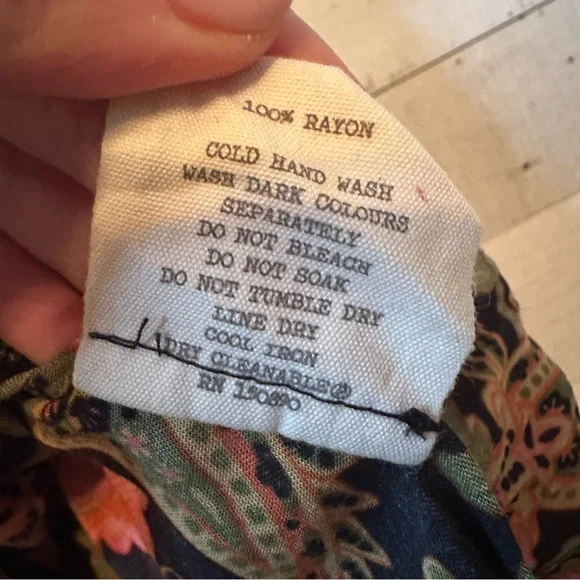 100% RAYON
COLD HAND WASH
WASH DARK COLOURS
SEPARATELY
DO NOT BLEACH
DO NOT SOAK
DO NOT TUMBLE DRY
LINE DRY
COOL IRON
DRY CLEANABLE®
RN